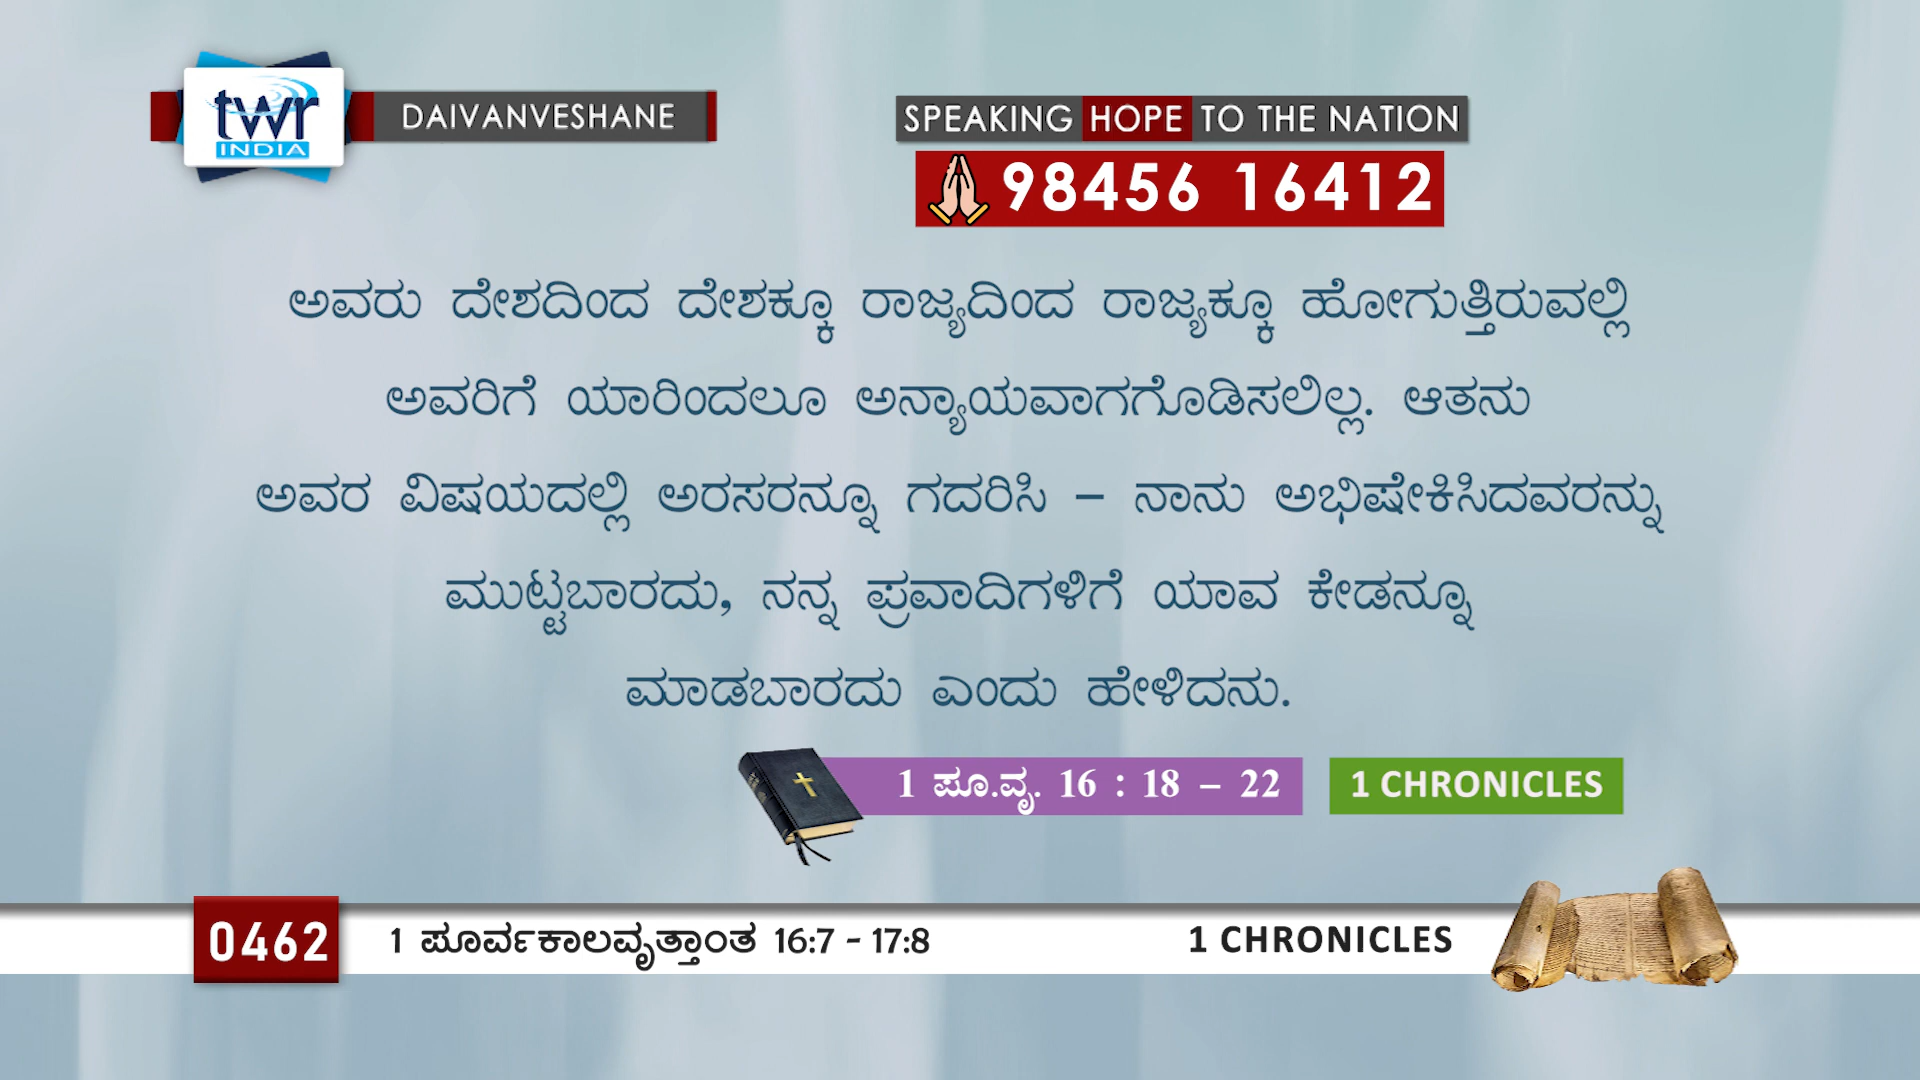 twr
INDIA
DAIVANVESHANE
SPEAKING HOPE TO THE NATION
98456 16412
ಅವರು ದೇಶದಿಂದ ದೇಶಕ್ಕೂ ರಾಜ್ಯದಿಂದ ರಾಜ್ಯಕ್ಕೂ ಹೋಗುತ್ತಿರುವಲ್ಲಿ
ಅವರಿಗೆ ಯಾರಿಂದಲೂ ಅನ್ಯಾಯವಾಗಗೊಡಿಸಲಿಲ್ಲ. ಆತನು
ಅವರ ವಿಷಯದಲ್ಲಿ ಅರಸರನ್ನೂ ಗದರಿಸಿ – ನಾನು ಅಭಿಷೇಕಿಸಿದವರನ್ನು
ಮುಟ್ಟಬಾರದು, ನನ್ನ ಪ್ರವಾದಿಗಳಿಗೆ ಯಾವ ಕೇಡನ್ನೂ
ಮಾಡಬಾರದು ಎಂದು ಹೇಳಿದನು.
1 ಪೂ.ವೃ. 16 : 18 – 22
1 CHRONICLES
0462
1 ಪೂರ್ವಕಾಲವೃತ್ತಾಂತ 16:7 - 17:8
1 CHRONICLES